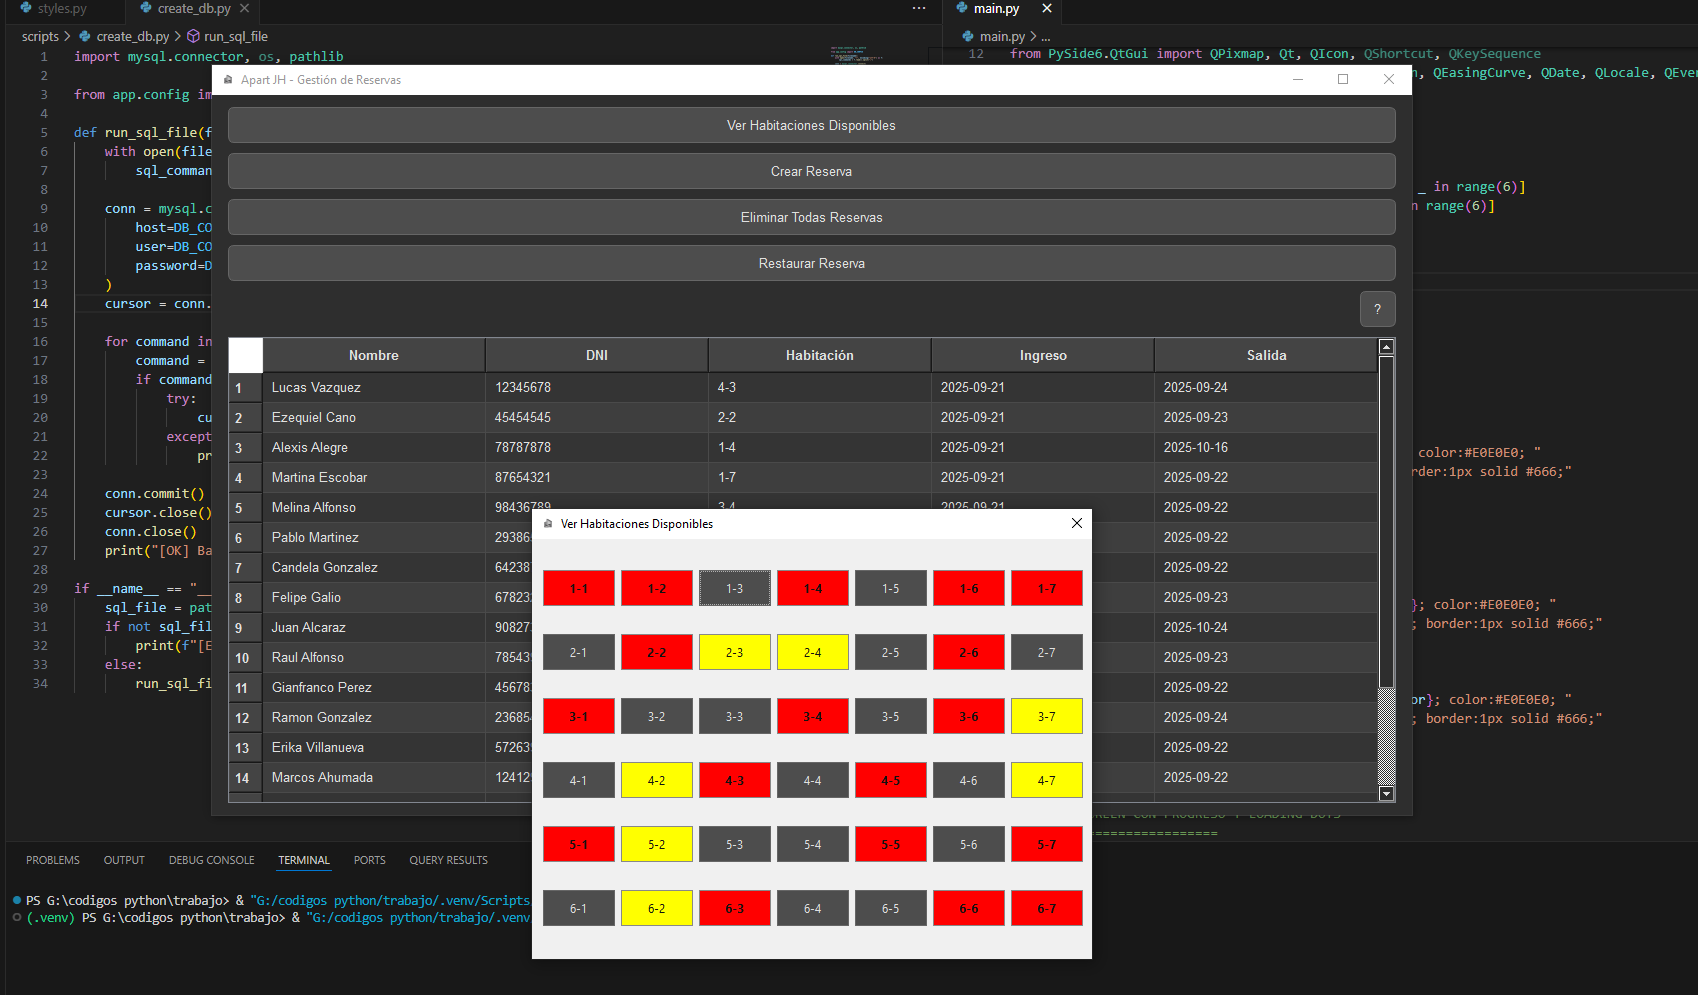 styles.py
create_db.py
scripts > create_db.py > run_sql_file
1 import mysql.connector, os, pathlib
2
3 from app.config im
4
5 def run_sql_file(f
6 with open(file
7 sql_comman
8
9 conn = mysql.c
10 host=DB_CO
11 user=DB_CO
12 password=D
13 )
14 cursor = conn.
15
16 for command in
17 command =
18 if command
19 try:
20 cu
21 except
22 pr
23
24 conn.commit()
25 cursor.close()
26 conn.close()
27 print("[OK] Ba
28
29 if __name__ == "__
30 sql_file = pat
31 if not sql_fil
32 print(f"[E
33 else:
34 run_sql_fi
main.py
main.py > ...
12 from PySide6.QtGui import QPixmap, Qt, QIcon, QShortcut, QKeySequence
n, QEasingCurve, QDate, QLocale, QEven
_ in range(6)]
n range(6)]
color:#E0E0E0; "
rder:1px solid #666;"
}; color:#E0E0E0; "
; border:1px solid #666;"
or}; color:#E0E0E0; "
; border:1px solid #666;"
=================
Apart JH - Gestión de Reservas
Ver Habitaciones Disponibles
Crear Reserva
Eliminar Todas Reservas
Restaurar Reserva
?
Nombre DNI Habitación Ingreso Salida
1 Lucas Vazquez 12345678 4-3 2025-09-21 2025-09-24
2 Ezequiel Cano 45454545 2-2 2025-09-21 2025-09-23
3 Alexis Alegre 78787878 1-4 2025-09-21 2025-10-16
4 Martina Escobar 87654321 1-7 2025-09-21 2025-09-22
5 Melina Alfonso 98436789 3-4 2025-09-21 2025-09-22
6 Pablo Martinez 29386 2025-09-22
7 Candela Gonzalez 64238 2025-09-22
8 Felipe Galio 67823 2025-09-23
9 Juan Alcaraz 90827 2025-10-24
10 Raul Alfonso 78543 2025-09-23
11 Gianfranco Perez 45678 2025-09-22
12 Ramon Gonzalez 23685 2025-09-24
13 Erika Villanueva 57263 2025-09-22
14 Marcos Ahumada 12412 2025-09-22
Ver Habitaciones Disponibles
1-1 1-2 1-3 1-4 1-5 1-6 1-7
2-1 2-2 2-3 2-4 2-5 2-6 2-7
3-1 3-2 3-3 3-4 3-5 3-6 3-7
4-1 4-2 4-3 4-4 4-5 4-6 4-7
5-1 5-2 5-3 5-4 5-5 5-6 5-7
6-1 6-2 6-3 6-4 6-5 6-6 6-7
PROBLEMS OUTPUT DEBUG CONSOLE TERMINAL PORTS QUERY RESULTS
PS G:\codigos python\trabajo> & "G:/codigos python/trabajo/.venv/Scripts
(.venv) PS G:\codigos python\trabajo> & "G:/codigos python/trabajo/.venv